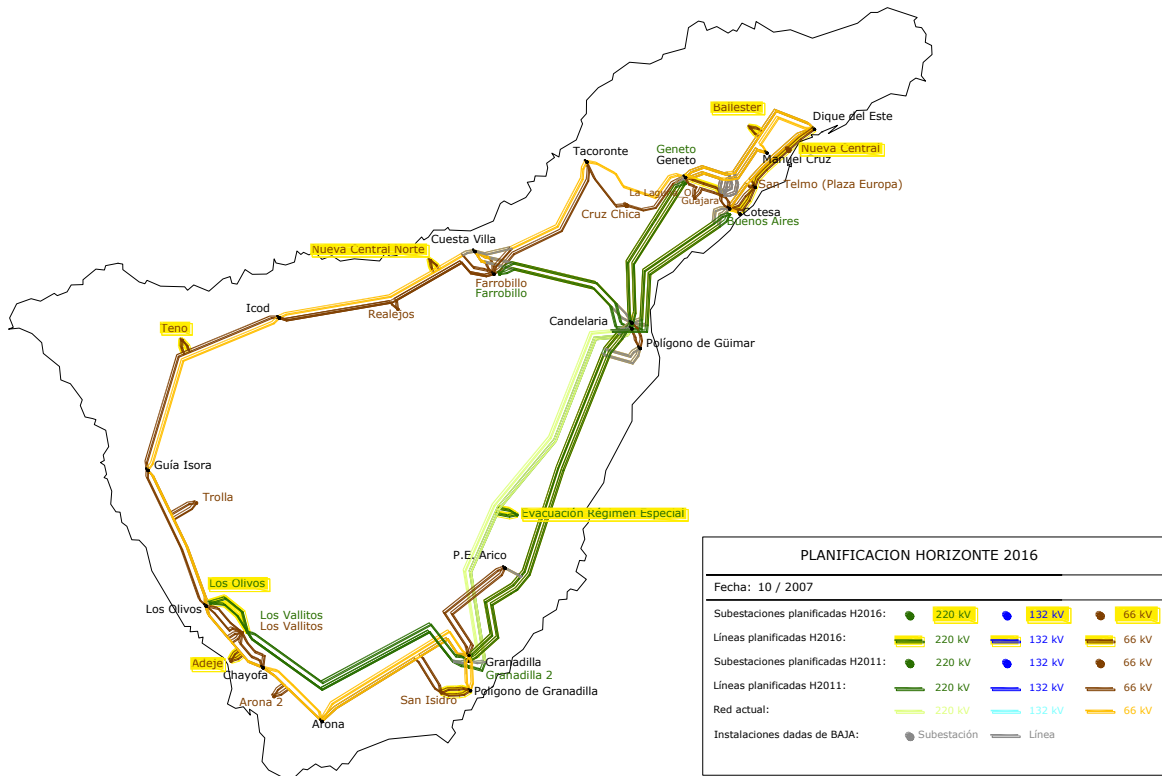 Ballester
Dique del Este
Geneto
Geneto
Nueva Central
Manuel Cruz
Tacoronte
San Telmo (Plaza Europa)
La Laguna O.
Guajara
Cruz Chica
Cotesa
Buenos Aires
Cuesta Villa
Nueva Central Norte
Farrobillo
Farrobillo
Icod
Realejos
Candelaria
Teno
Polígono de Güimar
Guía Isora
Trolla
Evacuación Régimen Especial
P.E. Arico
Los Olivos
Los Olivos
Los Vallitos
Los Vallitos
Adeje
Chayofa
Granadilla
Granadilla 2
Arona 2
San Isidro
Polígono de Granadilla
Arona
PLANIFICACION HORIZONTE 2016
Fecha: 10 / 2007
Subestaciones planificadas H2016: 220 kV 132 kV 66 kV
Líneas planificadas H2016: 220 kV 132 kV 66 kV
Subestaciones planificadas H2011: 220 kV 132 kV 66 kV
Líneas planificadas H2011: 220 kV 132 kV 66 kV
Red actual: 220 kV 132 kV 66 kV
Instalaciones dadas de BAJA: Subestación Línea